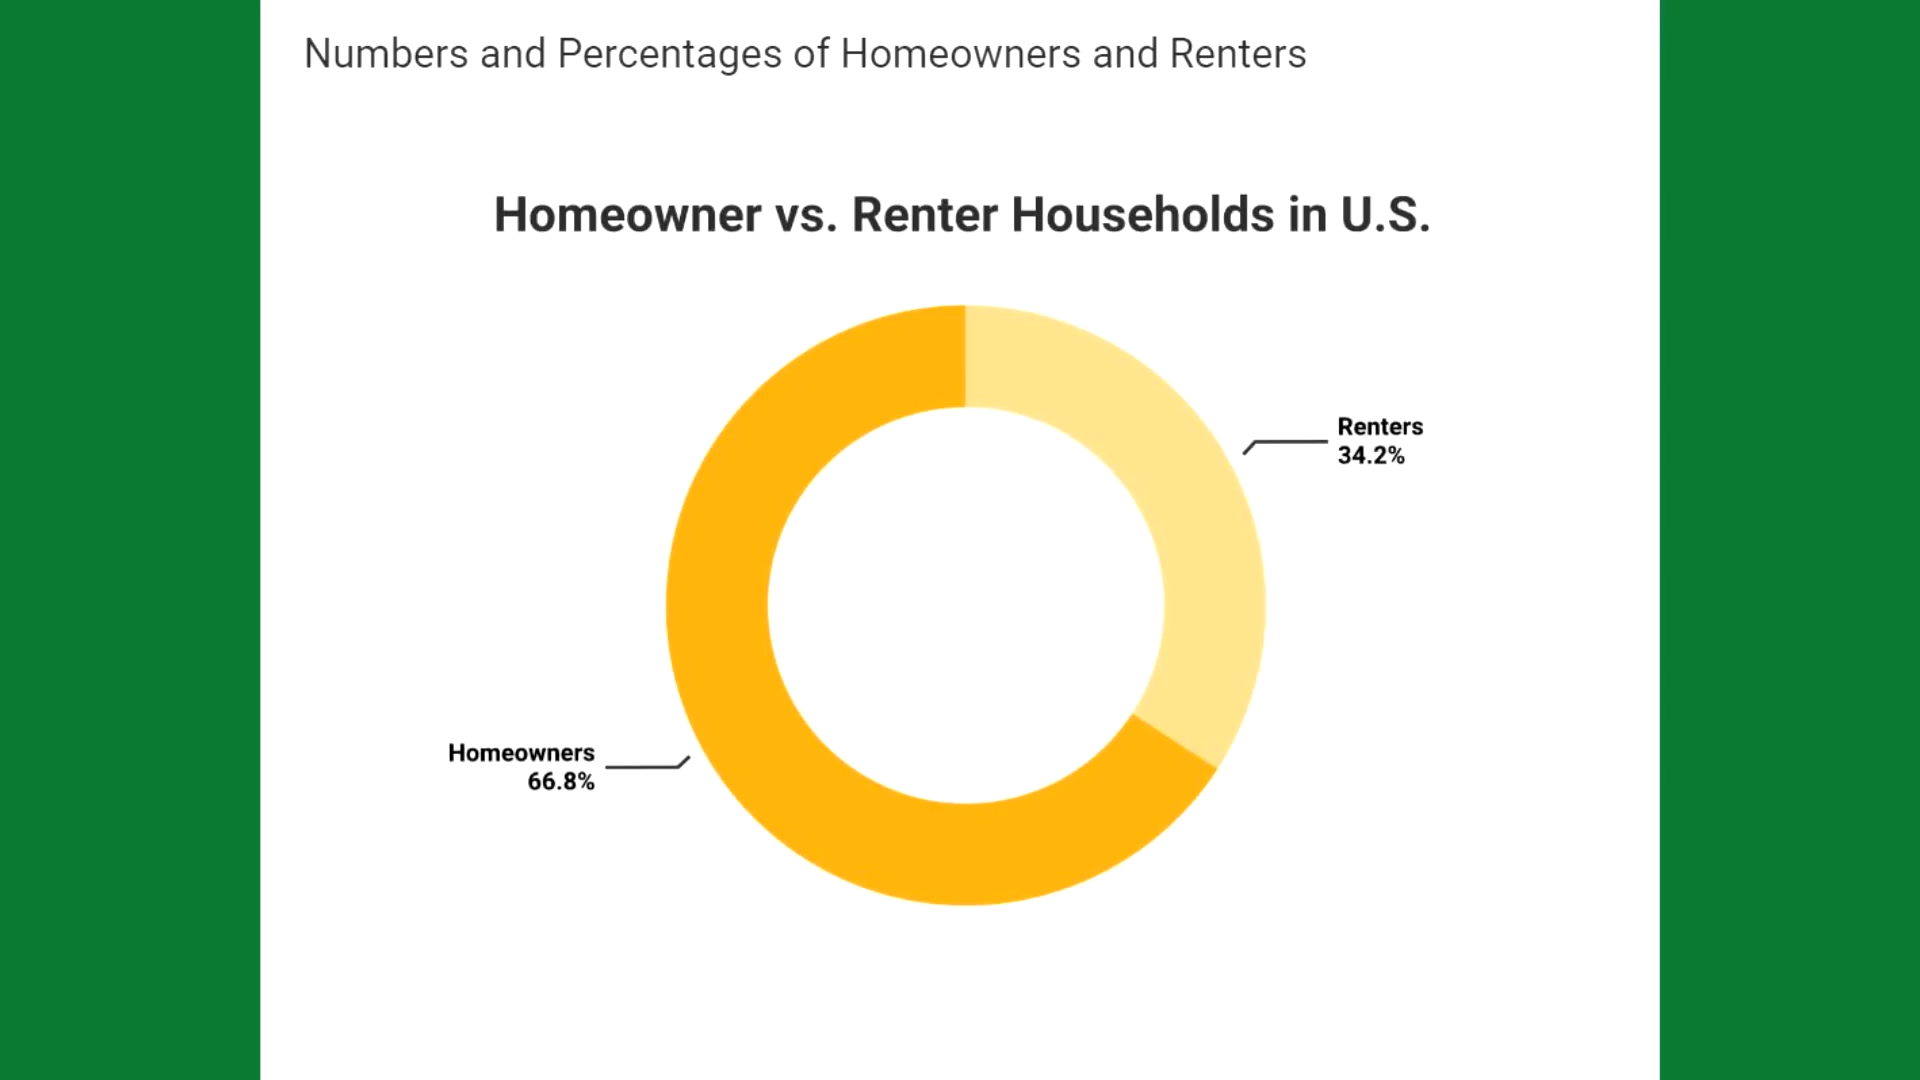 Numbers and Percentages of Homeowners and Renters
Homeowner vs. Renter Households in U.S.
Renters
34.2%
Homeowners
66.8%